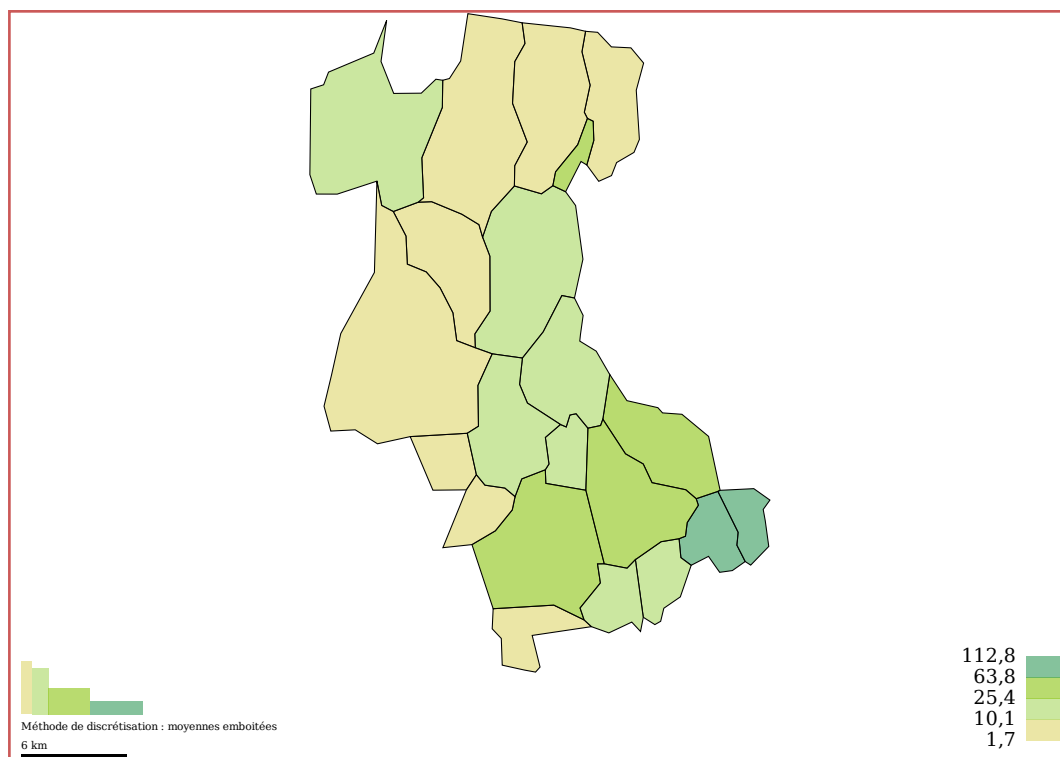 112,8
63,8
25,4
10,1
1,7
Méthode de discrétisation : moyennes emboitées
6 km